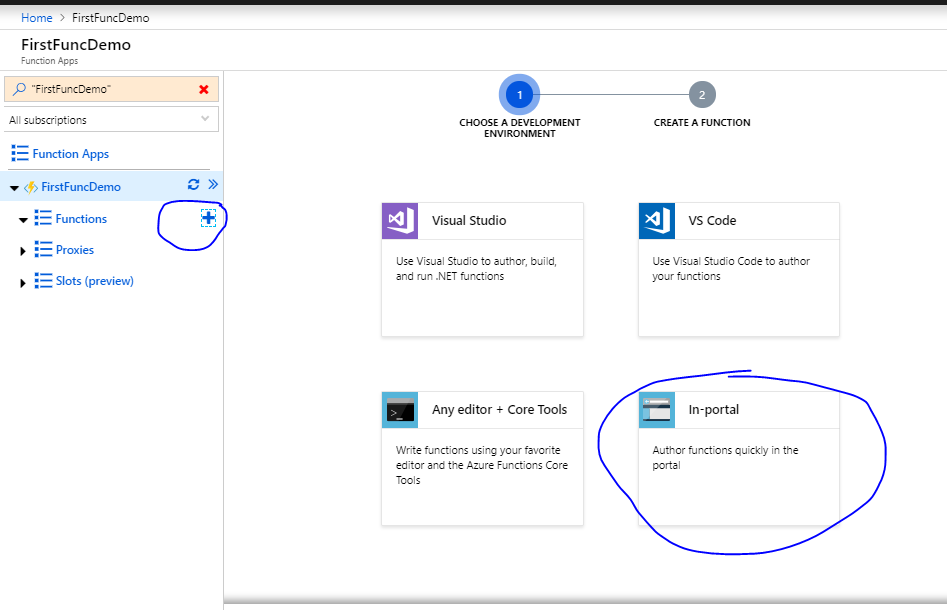 Home > FirstFuncDemo
FirstFuncDemo
Function Apps
"FirstFuncDemo"
All subscriptions
Function Apps
FirstFuncDemo
Functions
Proxies
Slots (preview)
1
2
CHOOSE A DEVELOPMENT
ENVIRONMENT
CREATE A FUNCTION
Visual Studio
Use Visual Studio to author, build,
and run .NET functions
VS Code
Use Visual Studio Code to author
your functions
Any editor + Core Tools
Write functions using your favorite
editor and the Azure Functions Core
Tools
In-portal
Author functions quickly in the
portal